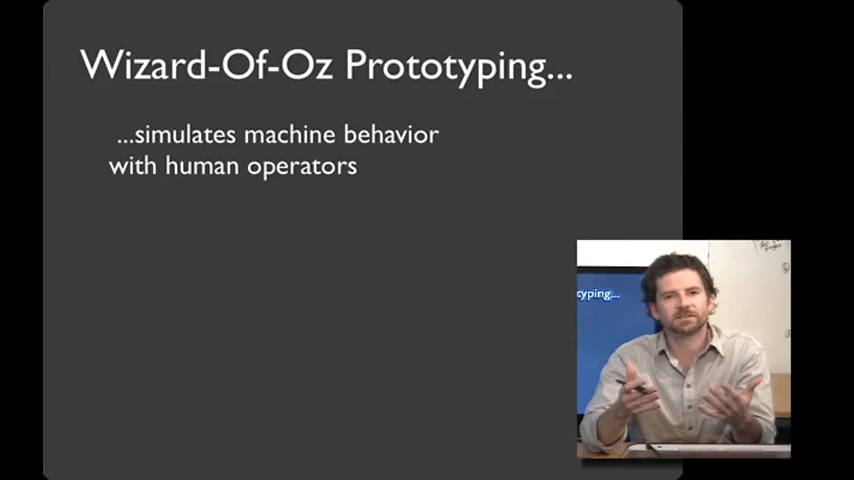 Wizard-Of-Oz Prototyping...
...simulates machine behavior
with human operators
typing...